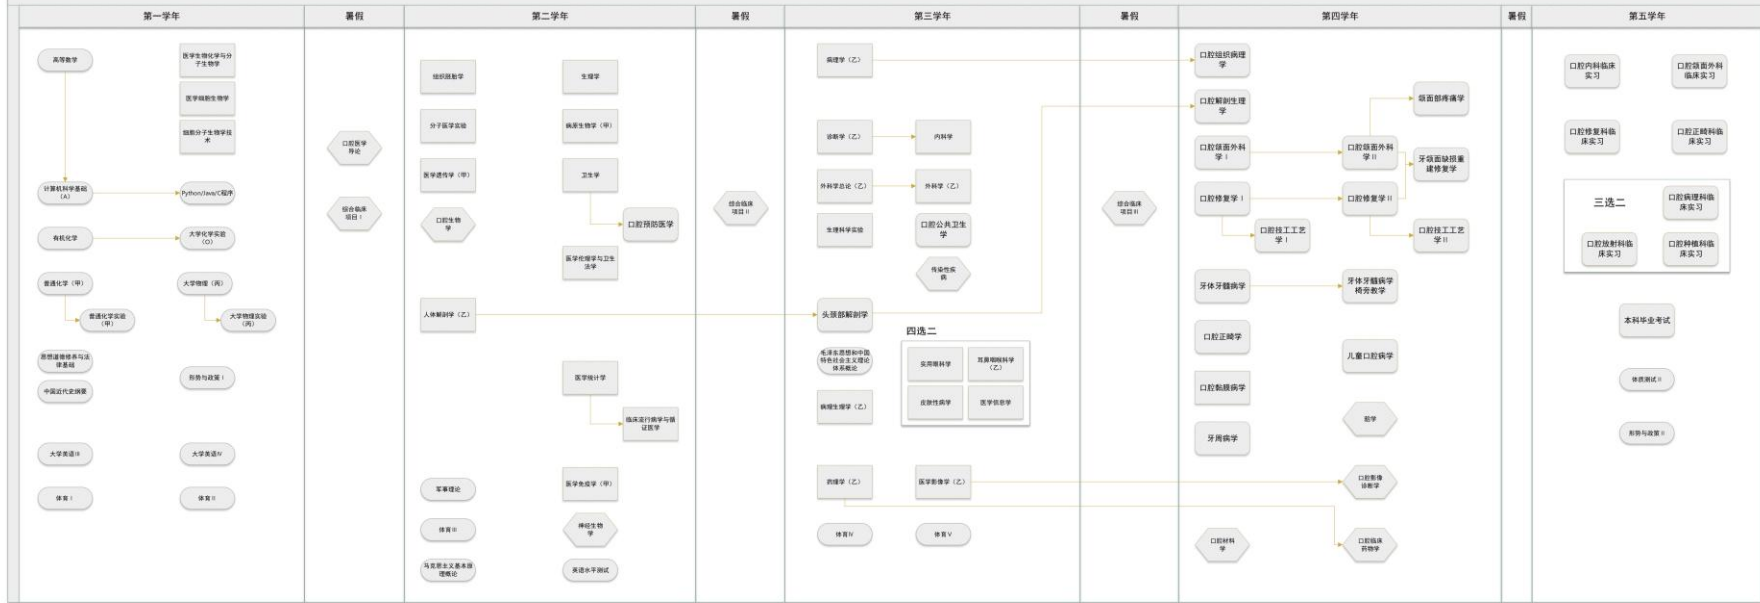 第一学年
暑假
第二学年
暑假
第三学年
暑假
第四学年
暑假
第五学年
高等数学
医学生物化学与分
子生物学
医学细胞生物学
细胞分子生物学技
术
计算机科学基础
（A）
Python/Java/C程序
有机化学
大学化学实验
（O）
普通化学（甲）
大学物理（丙）
普通化学实验
（甲）
大学物理实验
（丙）
思想道德修养与法
律基础
形势与政策 I
中国近代史纲要
大学英语III
大学英语IV
体育 I
体育 II
口腔医学
导论
综合临床
项目 I
组织胚胎学
生理学
分子医学实验
病原生物学（甲）
医学遗传学（甲）
卫生学
口腔生物
学
口腔预防医学
医学伦理学与卫生
法学
人体解剖学（乙）
医学统计学
临床流行病学与循
证医学
军事理论
医学免疫学（甲）
体育III
神经生物
学
马克思主义基本原
理概论
英语水平测试
综合临床
项目 II
病理学（乙）
诊断学（乙）
内科学
外科学总论（乙）
外科学（乙）
生理科学实验
口腔公共卫生
学
传染性疾
病
头颈部解剖学
四选二
毛泽东思想和中国
特色社会主义理论
体系概论
实用眼科学
耳鼻咽喉科学
（乙）
皮肤性病学
医学信息学
病理生理学（乙）
药理学（乙）
医学影像学（乙）
体育IV
体育 V
综合临床
项目III
口腔组织病理
学
口腔解剖生理
学
颌面部疼痛学
口腔颌面外科
学 I
口腔颌面外科
学 II
牙颌面缺损重
建修复学
口腔修复学 I
口腔修复学 II
口腔技工工艺
学 I
口腔技工工艺
学 II
牙体牙髓病学
牙体牙髓病学
椅旁教学
口腔正畸学
儿童口腔病学
口腔黏膜病学
牙周病学
口腔影像
诊断学
口腔材料
学
口腔临床
药物学
口腔内科临床
实习
口腔颌面外科
临床实习
口腔修复科临
床实习
口腔正畸科临
床实习
三选二
口腔病理科临
床实习
口腔放射科临
床实习
口腔种植科临
床实习
本科毕业考试
体质测试 II
形势与政策 II